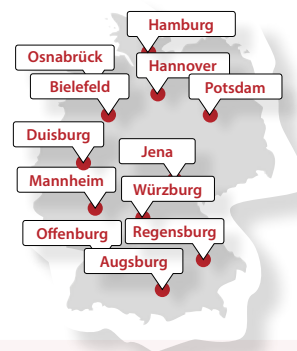 Hamburg
Osnabrück
Hannover
Bielefeld
Potsdam
Duisburg
Jena
Mannheim
Würzburg
Offenburg
Regensburg
Augsburg